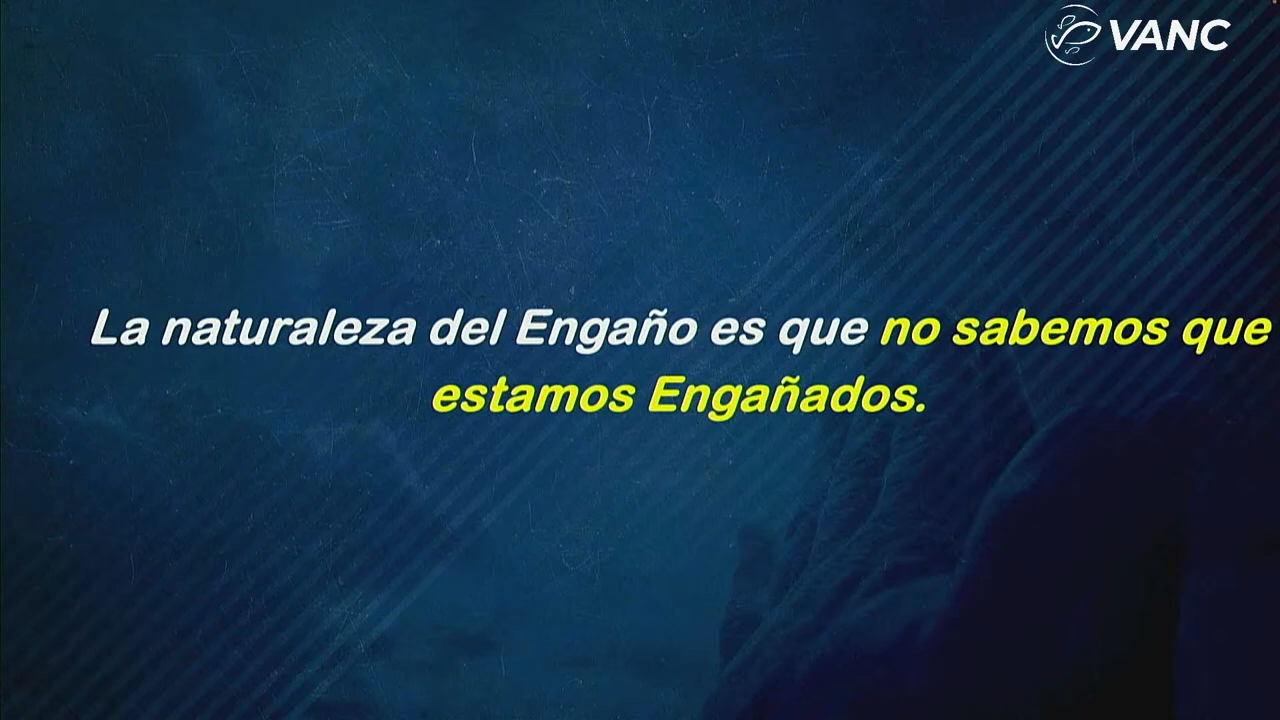 VANC
La naturaleza del Engaño es que no sabemos que
estamos Engañados.